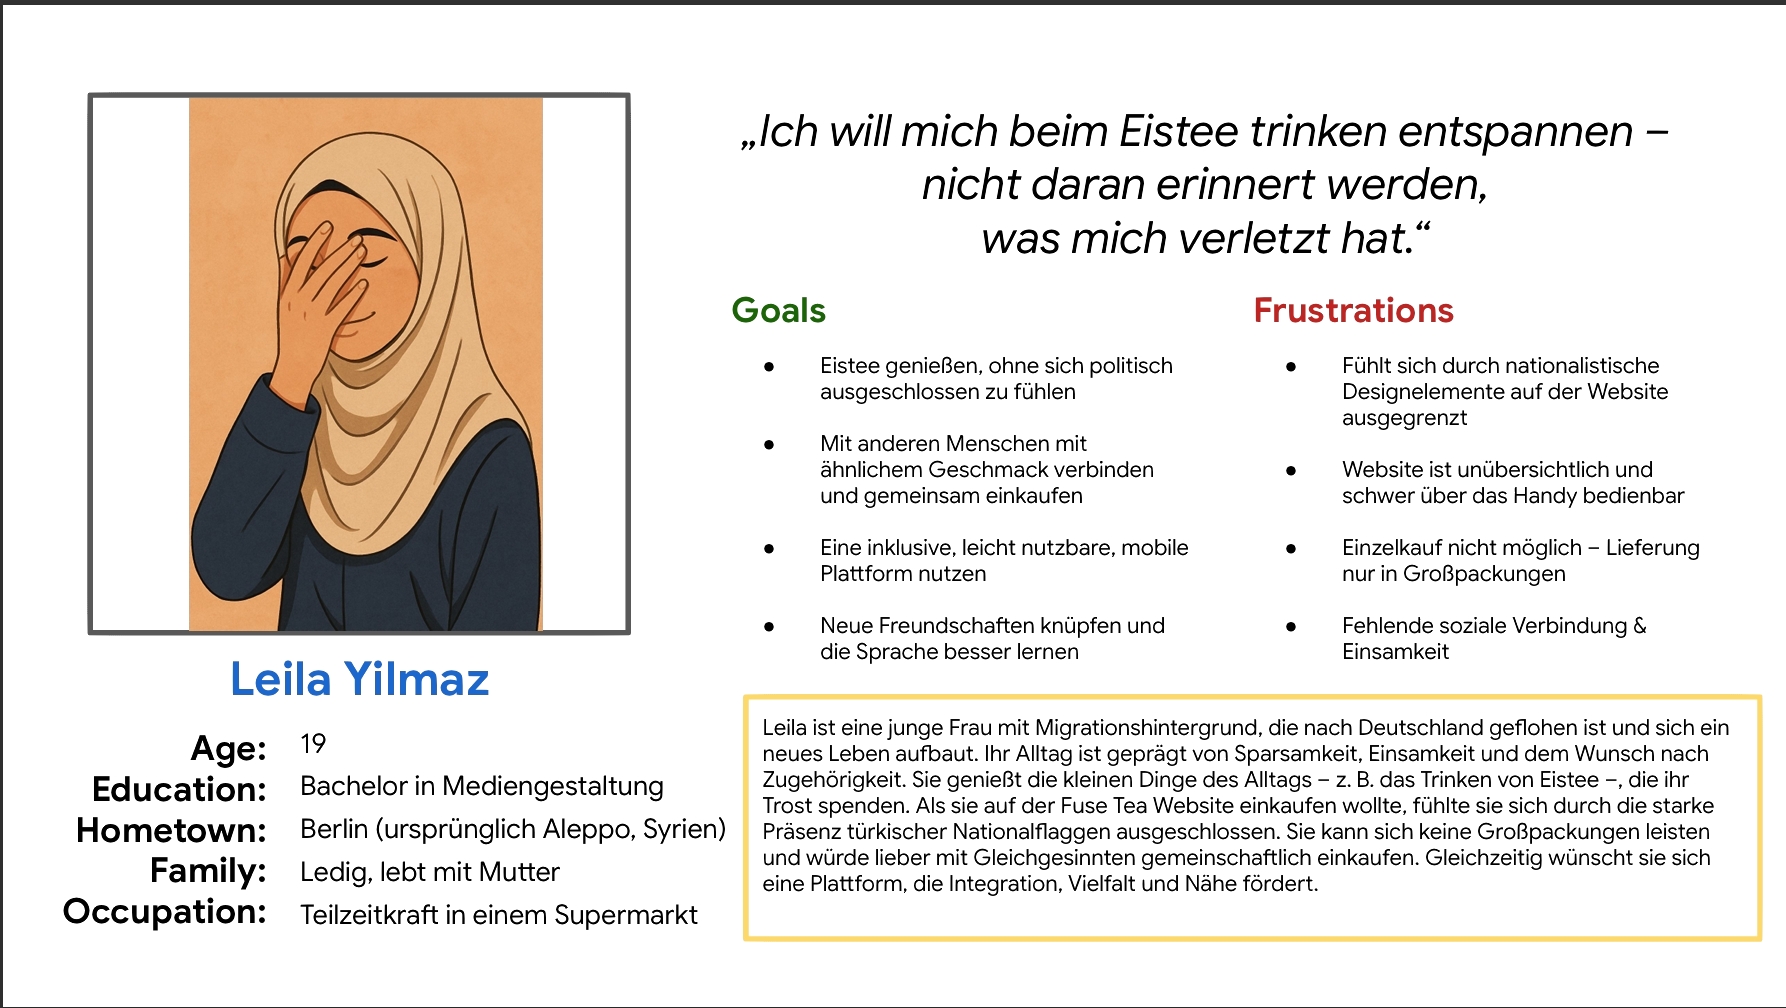 „Ich will mich beim Eistee trinken entspannen –
nicht daran erinnert werden,
was mich verletzt hat.“
Goals
Eistee genießen, ohne sich politisch
ausgeschlossen zu fühlen
Mit anderen Menschen mit
ähnlichem Geschmack verbinden
und gemeinsam einkaufen
Eine inklusive, leicht nutzbare, mobile
Plattform nutzen
Neue Freundschaften knüpfen und
die Sprache besser lernen
Frustrations
Fühlt sich durch nationalistische
Designelemente auf der Website
ausgegrenzt
Website ist unübersichtlich und
schwer über das Handy bedienbar
Einzelkauf nicht möglich – Lieferung
nur in Großpackungen
Fehlende soziale Verbindung &
Einsamkeit
Leila Yilmaz
Age: 19
Education: Bachelor in Mediengestaltung
Hometown: Berlin (ursprünglich Aleppo, Syrien)
Family: Ledig, lebt mit Mutter
Occupation: Teilzeitkraft in einem Supermarkt
Leila ist eine junge Frau mit Migrationshintergrund, die nach Deutschland geflohen ist und sich ein
neues Leben aufbaut. Ihr Alltag ist geprägt von Sparsamkeit, Einsamkeit und dem Wunsch nach
Zugehörigkeit. Sie genießt die kleinen Dinge des Alltags – z. B. das Trinken von Eistee –, die ihr
Trost spenden. Als sie auf der Fuse Tea Website einkaufen wollte, fühlte sie sich durch die starke
Präsenz türkischer Nationalflaggen ausgeschlossen. Sie kann sich keine Großpackungen leisten
und würde lieber mit Gleichgesinnten gemeinschaftlich einkaufen. Gleichzeitig wünscht sie sich
eine Plattform, die Integration, Vielfalt und Nähe fördert.